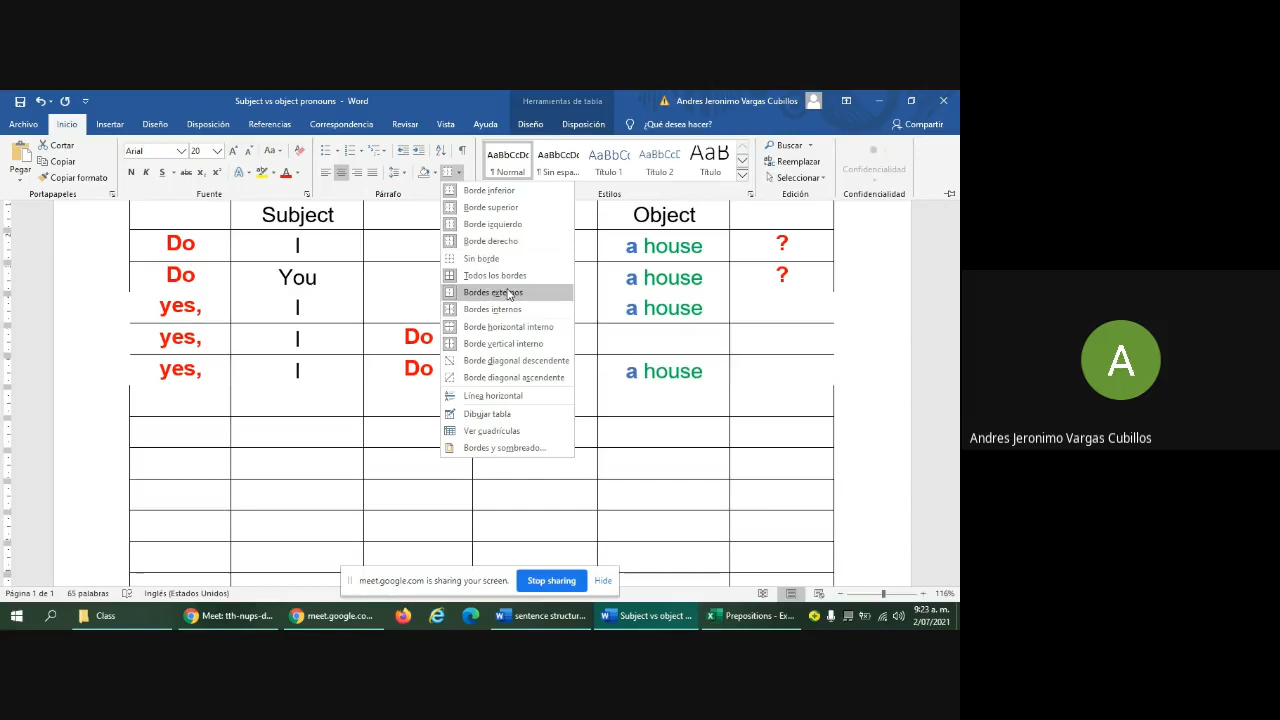 Subject vs object pronouns - Word
Herramientas de tabla
Andres Jeronimo Vargas Cubillos
Archivo Inicio Insertar Diseño Disposición Referencias Correspondencia Revisar Vista Ayuda Diseño Disposición ¿Qué desea hacer? Compartir
Pegar
Cortar
Copiar
Copiar formato
Arial 20
AaBbCcDc
¶ Normal
AaBbCcDc
¶ Sin espa...
AaBbCc
Título 1
AaBbCcC
Título 2
AaB
Título
Buscar
Reemplazar
Seleccionar
Confidencialidad
Portapapeles Fuente Párrafo Estilos Edición Confidencialidad
Borde inferior
Borde superior
Borde izquierdo
Borde derecho
Sin borde
Todos los bordes
Bordes externos
Bordes internos
Borde horizontal interno
Borde vertical interno
Borde diagonal descendente
Borde diagonal ascendente
Línea horizontal
Dibujar tabla
Ver cuadrículas
Bordes y sombreado...
Subject Object
Do I a house ?
Do You a house ?
yes, I a house
yes, I Do
yes, I Do a house
meet.google.com is sharing your screen. Stop sharing Hide
Página 1 de 1 65 palabras Inglés (Estados Unidos) 116%
Class
Meet: tth-nups-d...
meet.google.co...
sentence structur...
Subject vs object ...
Prepositions - Ex...
9:23 a. m.
2/07/2021
A
Andres Jeronimo Vargas Cubillos